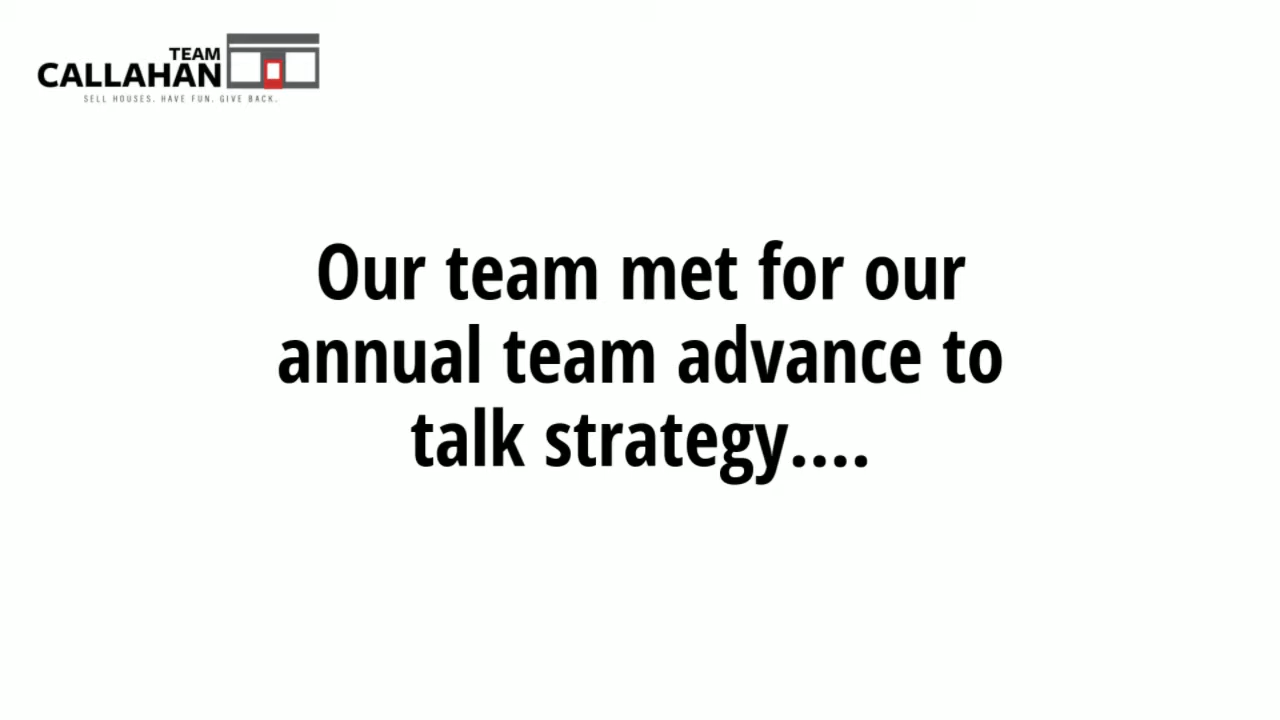 TEAM
CALLAHAN
SELL HOUSES. HAVE FUN. GIVE BACK.
Our team met for our
annual team advance to
talk strategy....